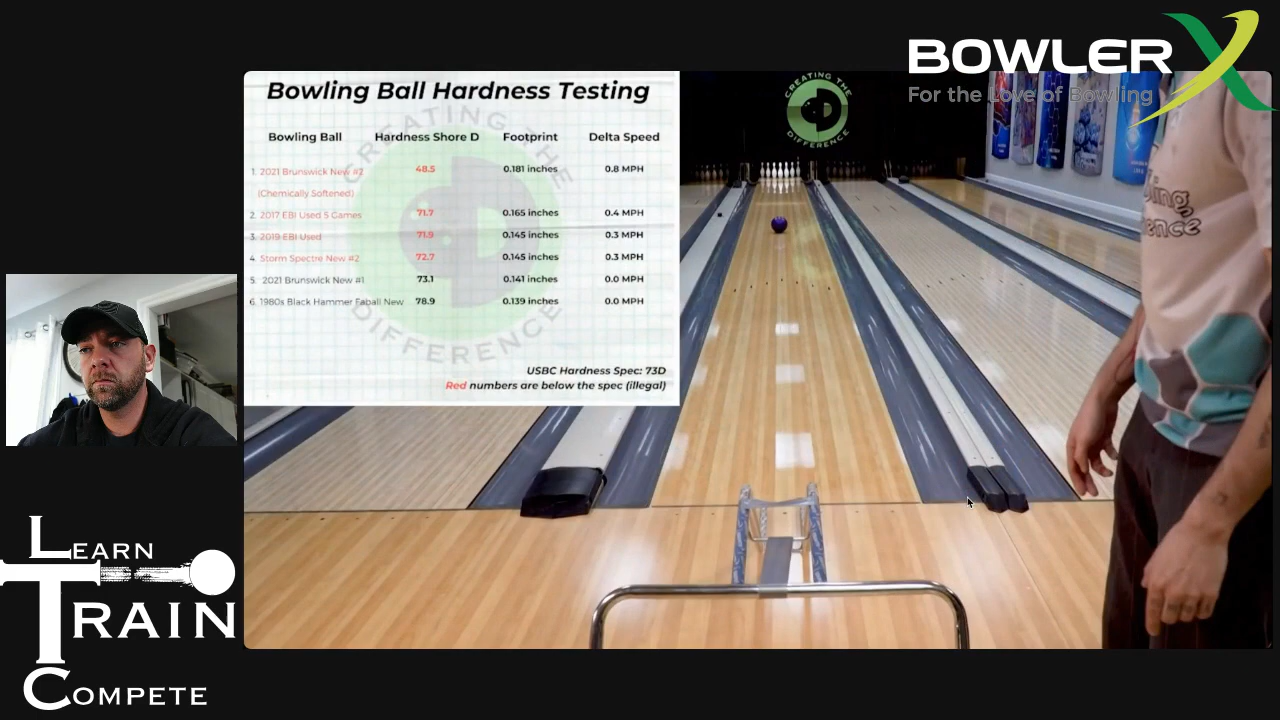 BOWLER X
For the Love of Bowling
Bowling Ball Hardness Testing
Bowling Ball Hardness Shore D Footprint Delta Speed
1. 2021 Brunswick New #2 48.5 0.181 inches 0.8 MPH
(Chemically Softened)
2. 2017 EBI Used 5 Games 71.7 0.165 inches 0.4 MPH
3. 2019 EBI Used 71.9 0.145 inches 0.3 MPH
4. Storm Spectre New #2 72.7 0.145 inches 0.3 MPH
5. 2021 Brunswick New #1 73.1 0.141 inches 0.0 MPH
6. 1980s Black Hammer Faball New 78.9 0.139 inches 0.0 MPH
USBC Hardness Spec: 73D
Red numbers are below the spec (illegal)
CREATING THE
DIFFERENCE
CREATING THE
DIFFERENCE
LEARN
TRAIN
COMPETE